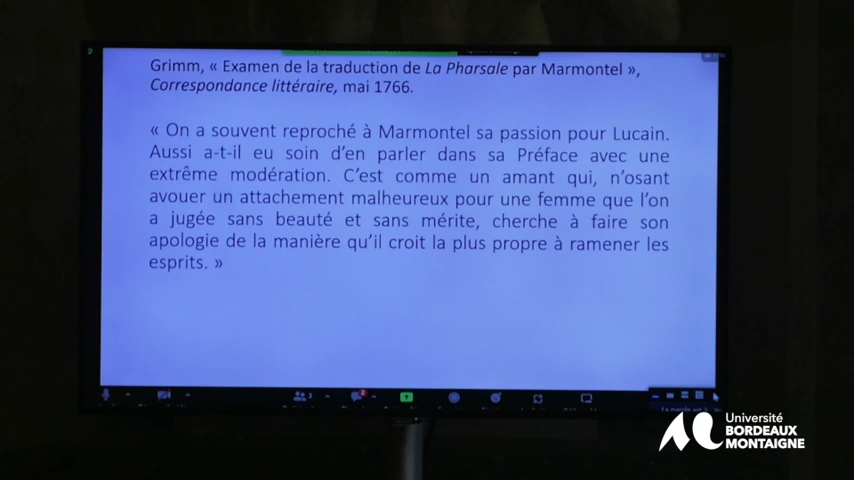 Grimm, « Examen de la traduction de La Pharsale par Marmontel »,
Correspondance littéraire, mai 1766.
« On a souvent reproché à Marmontel sa passion pour Lucain.
Aussi a-t-il eu soin d'en parler dans sa Préface avec une
extrême modération. C'est comme un amant qui, n'osant
avouer un attachement malheureux pour une femme que l'on
a jugée sans beauté et sans mérite, cherche à faire son
apologie de la manière qu'il croit la plus propre à ramener les
esprits. »
Université
BORDEAUX
MONTAIGNE